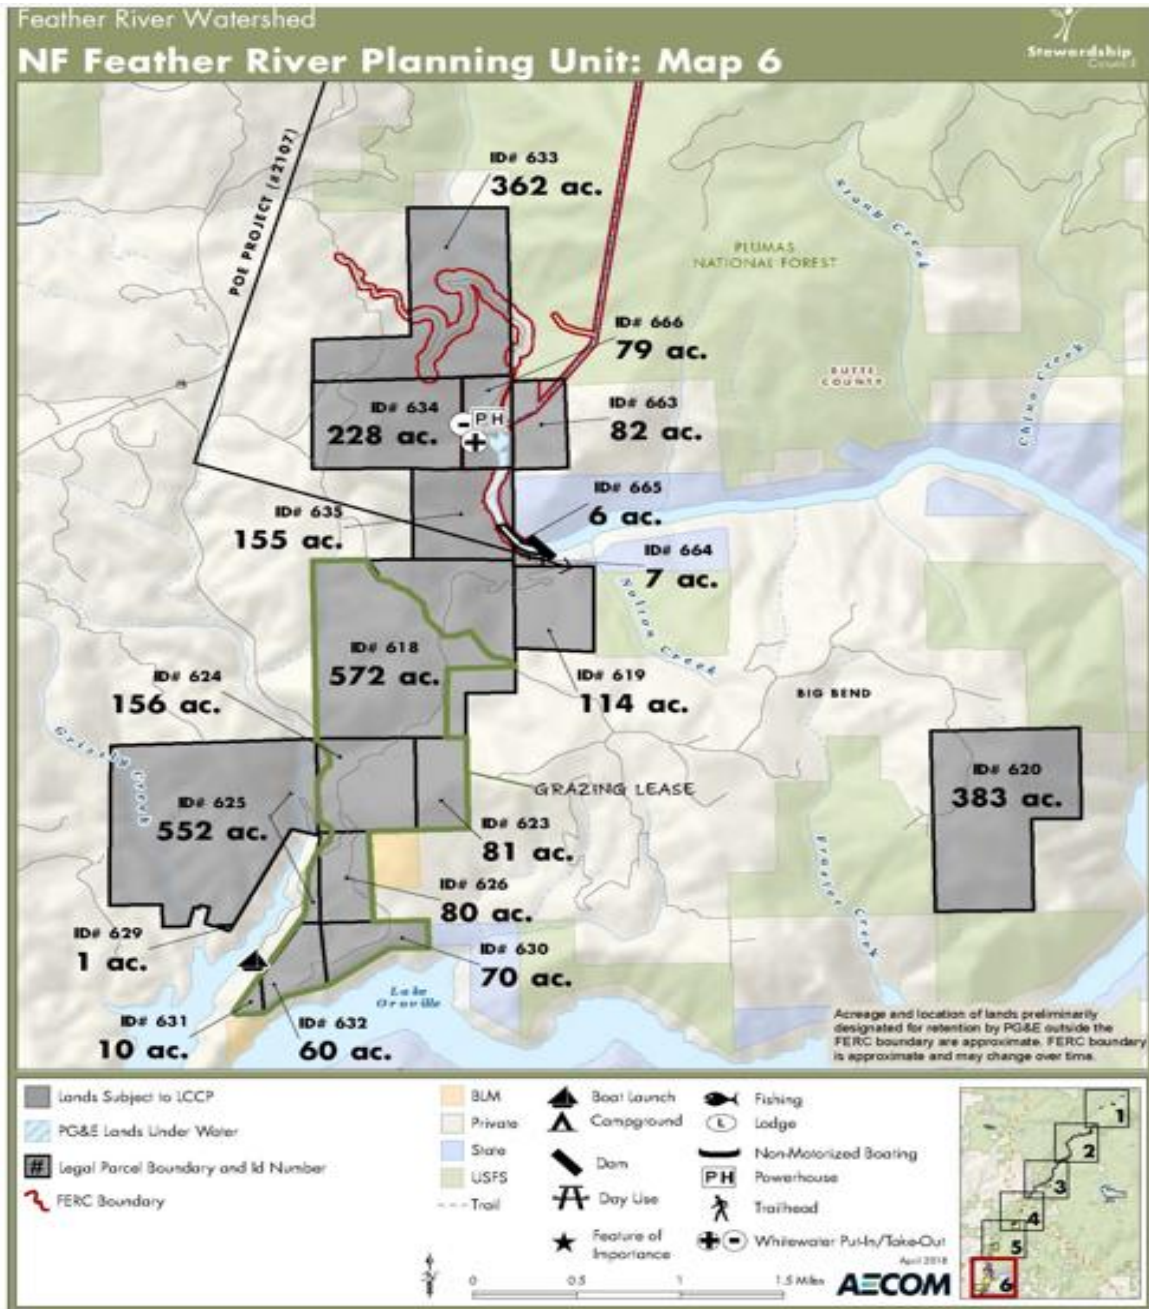 Feather River Watershed
NF Feather River Planning Unit: Map 6
Stewardship
Council
POE PROJECT (#2107)
ID# 633
362 ac.
Chino Creek
PLUMAS
NATIONAL FOREST
ID# 666
79 ac.
BUTTE
COUNTY
ID# 634
228 ac.
PH
ID# 663
82 ac.
ID# 665
6 ac.
ID# 635
155 ac.
ID# 664
7 ac.
ID# 618
572 ac.
ID# 624
156 ac.
ID# 619
114 ac.
BIG BEND
Creek
ID# 620
383 ac.
ID# 625
552 ac.
GRAZING LEASE
ID# 623
81 ac.
ID# 626
80 ac.
Frazier Creek
ID# 629
1 ac.
ID# 630
70 ac.
Lake
Oroville
ID# 631
10 ac.
ID# 632
60 ac.
Acreage and location of lands preliminarily
designated for retention by PG&E outside the
FERC boundary are approximate. FERC boundary
is approximate and may change over time.
Lands Subject to LCCP
PG&E Lands Under Water
# Legal Parcel Boundary and Id Number
FERC Boundary
BLM
Private
State
USFS
Trail
Boat Launch
Campground
Dam
Day Use
Feature of
Importance
Fishing
L Lodge
Non-Motorized Boating
PH Powerhouse
Trailhead
Whitewater Put-In/Take-Out
April 2018
0 0.5 1 1.5 Miles
AECOM
1
2
3
4
5
6